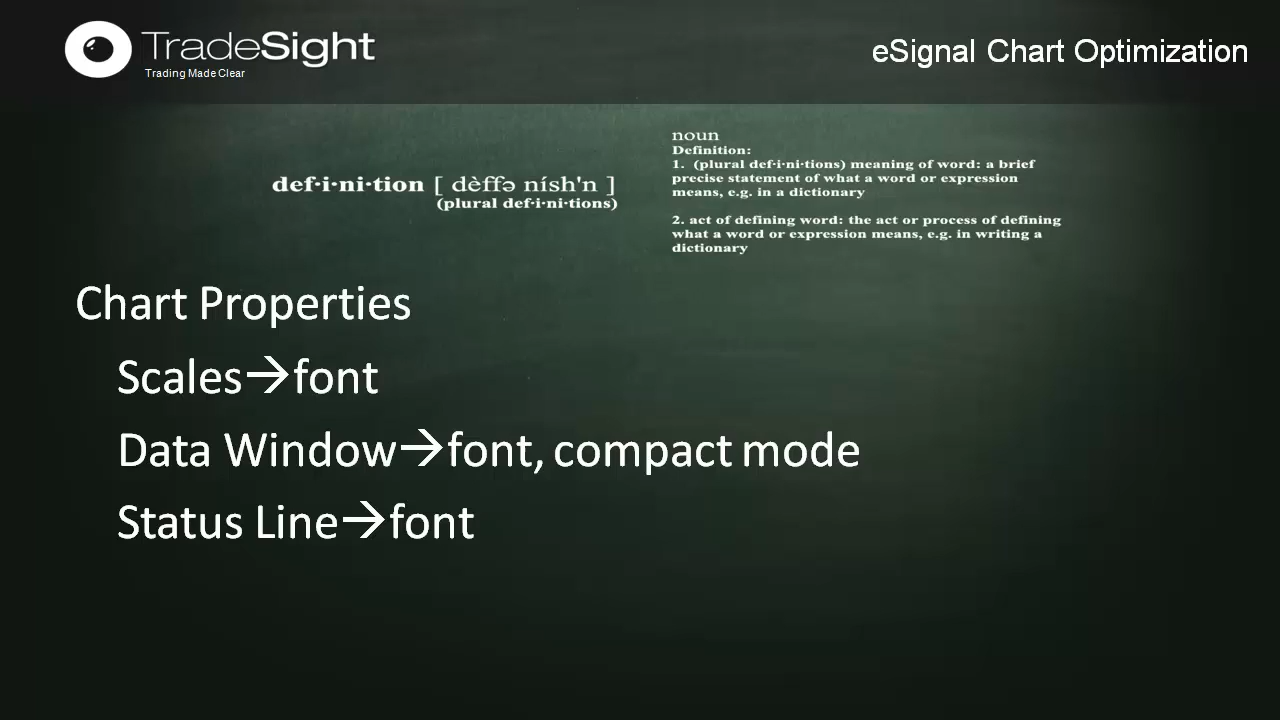 TradeSight
Trading Made Clear
eSignal Chart Optimization
def·i·ni·tion [ dèffə nísh'n ]
(plural def·i·ni·tions)
noun
Definition:
1. (plural def·i·ni·tions) meaning of word: a brief
precise statement of what a word or expression
means, e.g. in a dictionary
2. act of defining word: the act or process of defining
what a word or expression means, e.g. in writing a
dictionary
Chart Properties
Scales→font
Data Window→font, compact mode
Status Line→font